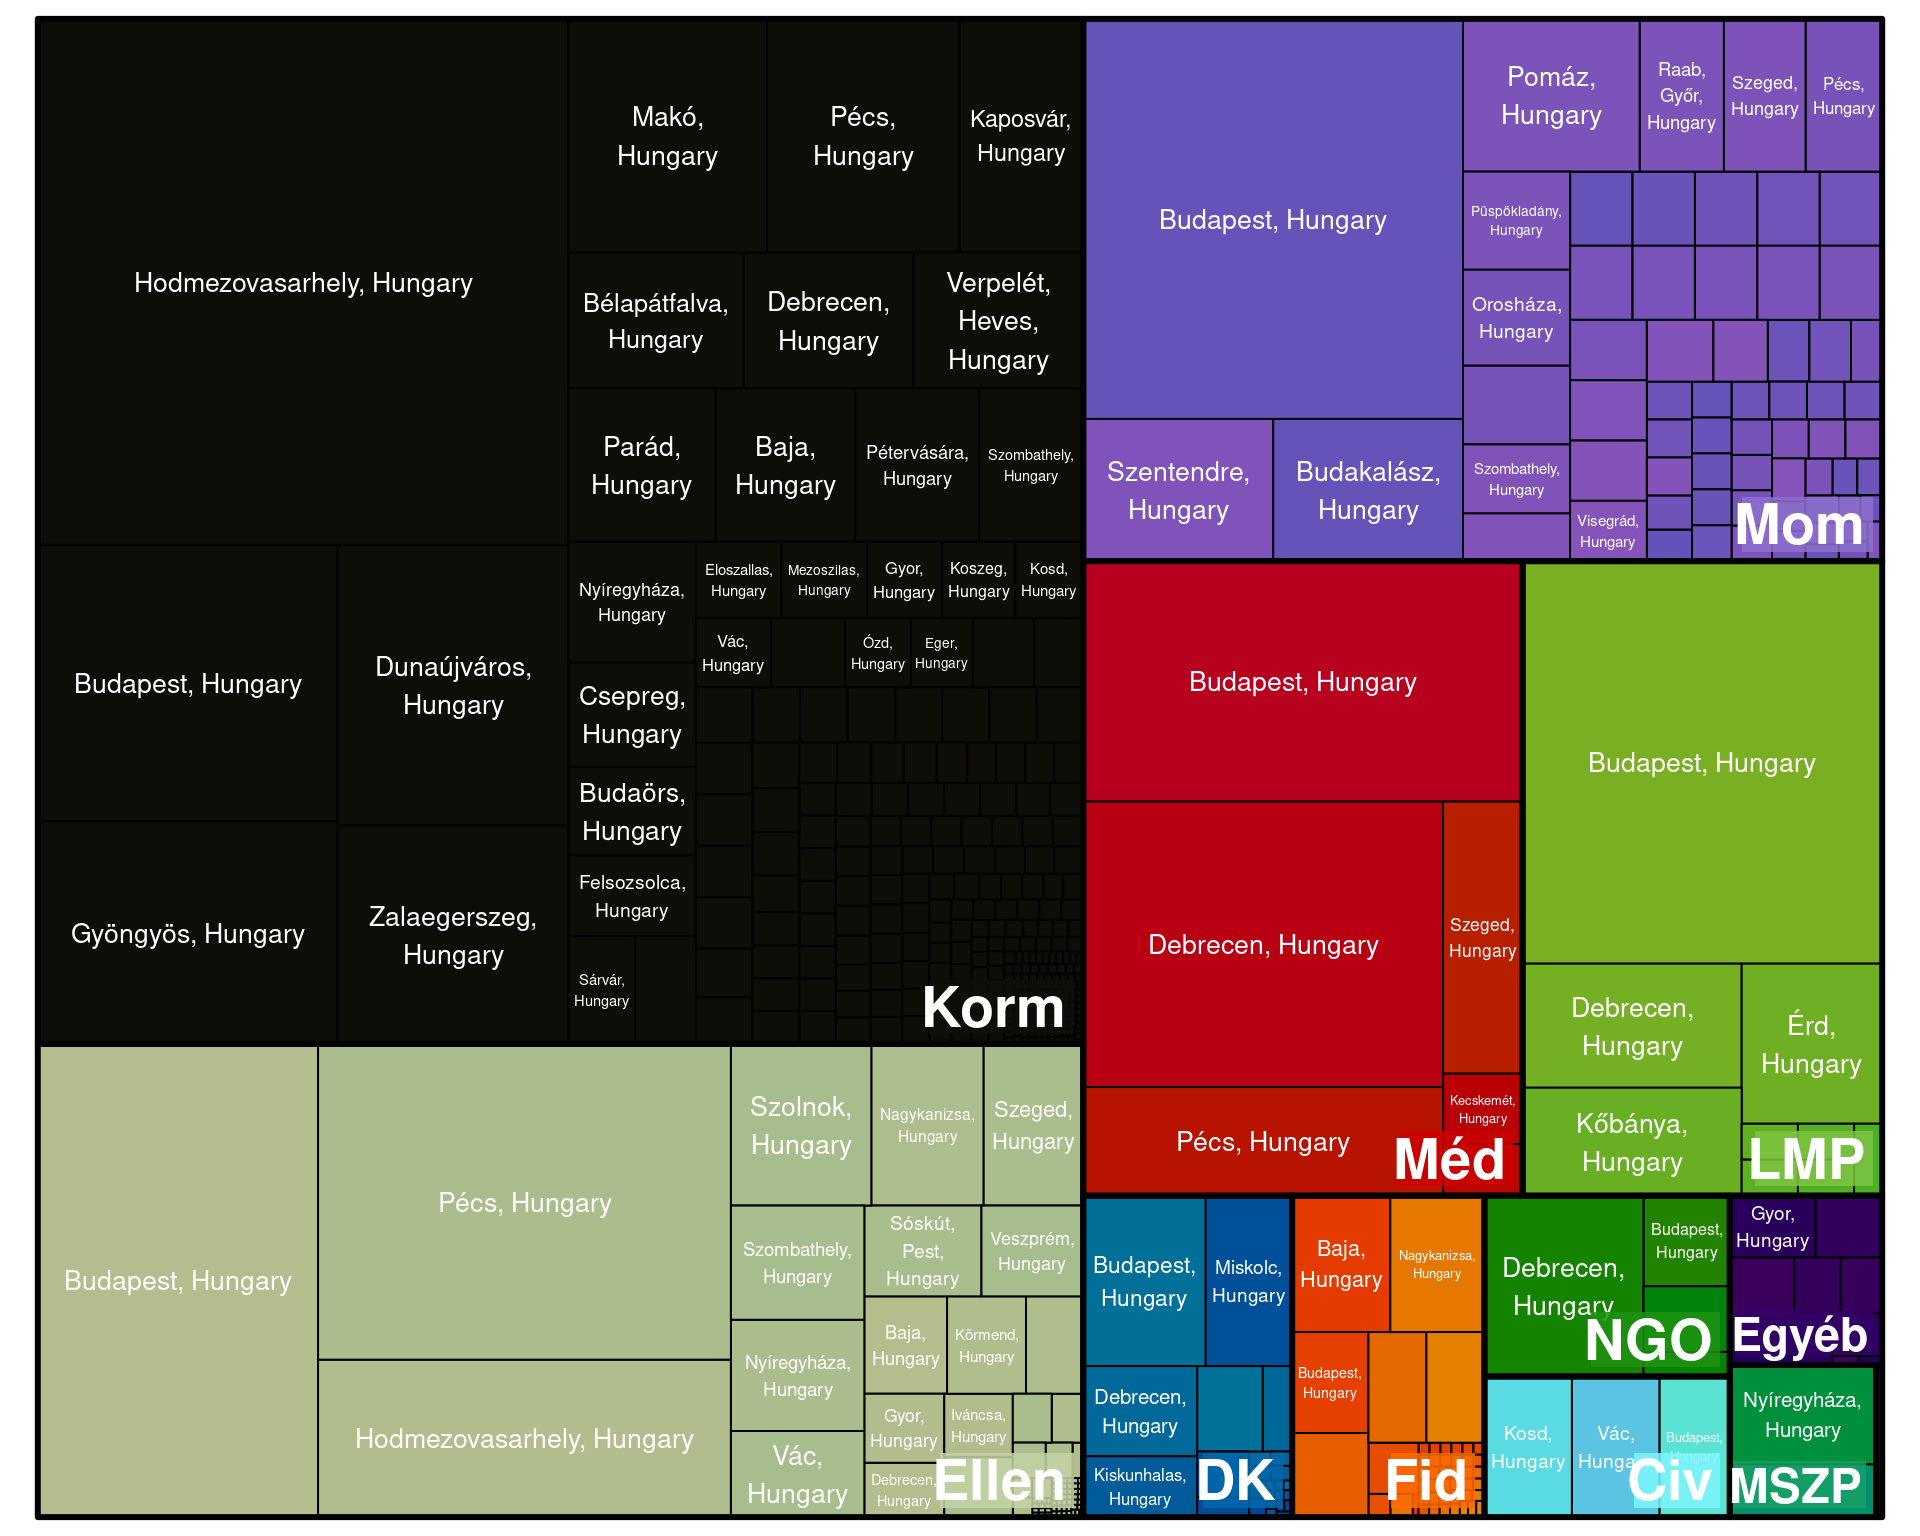 Hodmezovasarhely, Hungary
Budapest, Hungary
Dunaújváros,
Hungary
Gyöngyös, Hungary
Zalaegerszeg,
Hungary
Makó,
Hungary
Pécs,
Hungary
Kaposvár,
Hungary
Bélapátfalva,
Hungary
Debrecen,
Hungary
Verpelét,
Heves,
Hungary
Parád,
Hungary
Baja,
Hungary
Pétervására,
Hungary
Szombathely,
Hungary
Nyíregyháza,
Hungary
Eloszallas,
Hungary
Mezoszilas,
Hungary
Gyor,
Hungary
Koszeg,
Hungary
Kosd,
Hungary
Vác,
Hungary
Ózd,
Hungary
Eger,
Hungary
Csepreg,
Hungary
Budaörs,
Hungary
Felsozsolca,
Hungary
Sárvár,
Hungary
Korm
Budapest, Hungary
Pomáz,
Hungary
Raab,
Győr,
Hungary
Szeged,
Hungary
Pécs,
Hungary
Püspökladány,
Hungary
Orosháza,
Hungary
Szentendre,
Hungary
Budakalász,
Hungary
Szombathely,
Hungary
Visegrád,
Hungary
Mom
Budapest, Hungary
Debrecen, Hungary
Szeged,
Hungary
Pécs, Hungary
Kecskemét,
Hungary
Méd
Budapest, Hungary
Debrecen,
Hungary
Érd,
Hungary
Kőbánya,
Hungary
LMP
Budapest, Hungary
Pécs, Hungary
Hodmezovasarhely, Hungary
Szolnok,
Hungary
Nagykanizsa,
Hungary
Szeged,
Hungary
Szombathely,
Hungary
Sóskút,
Pest,
Hungary
Veszprém,
Hungary
Nyíregyháza,
Hungary
Baja,
Hungary
Körmend,
Hungary
Vác,
Hungary
Gyor,
Hungary
Iváncsa,
Hungary
Debrecen,
Hungary
Ellen
Budapest,
Hungary
Miskolc,
Hungary
Debrecen,
Hungary
Kiskunhalas,
Hungary
DK
Baja,
Hungary
Nagykanizsa,
Hungary
Budapest,
Hungary
Fid
Debrecen,
Hungary
Budapest,
Hungary
NGO
Gyor,
Hungary
Egyéb
Kosd,
Hungary
Vác,
Hungary
Budapest,
Hungary
Civ
Nyíregyháza,
Hungary
MSZP